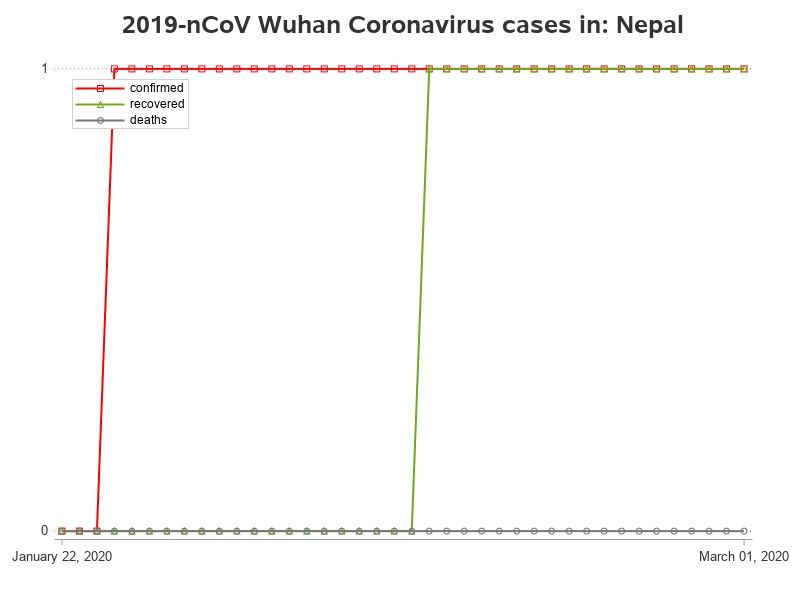 2019-nCoV Wuhan Coronavirus cases in: Nepal
1
confirmed
recovered
deaths
0
January 22, 2020
March 01, 2020